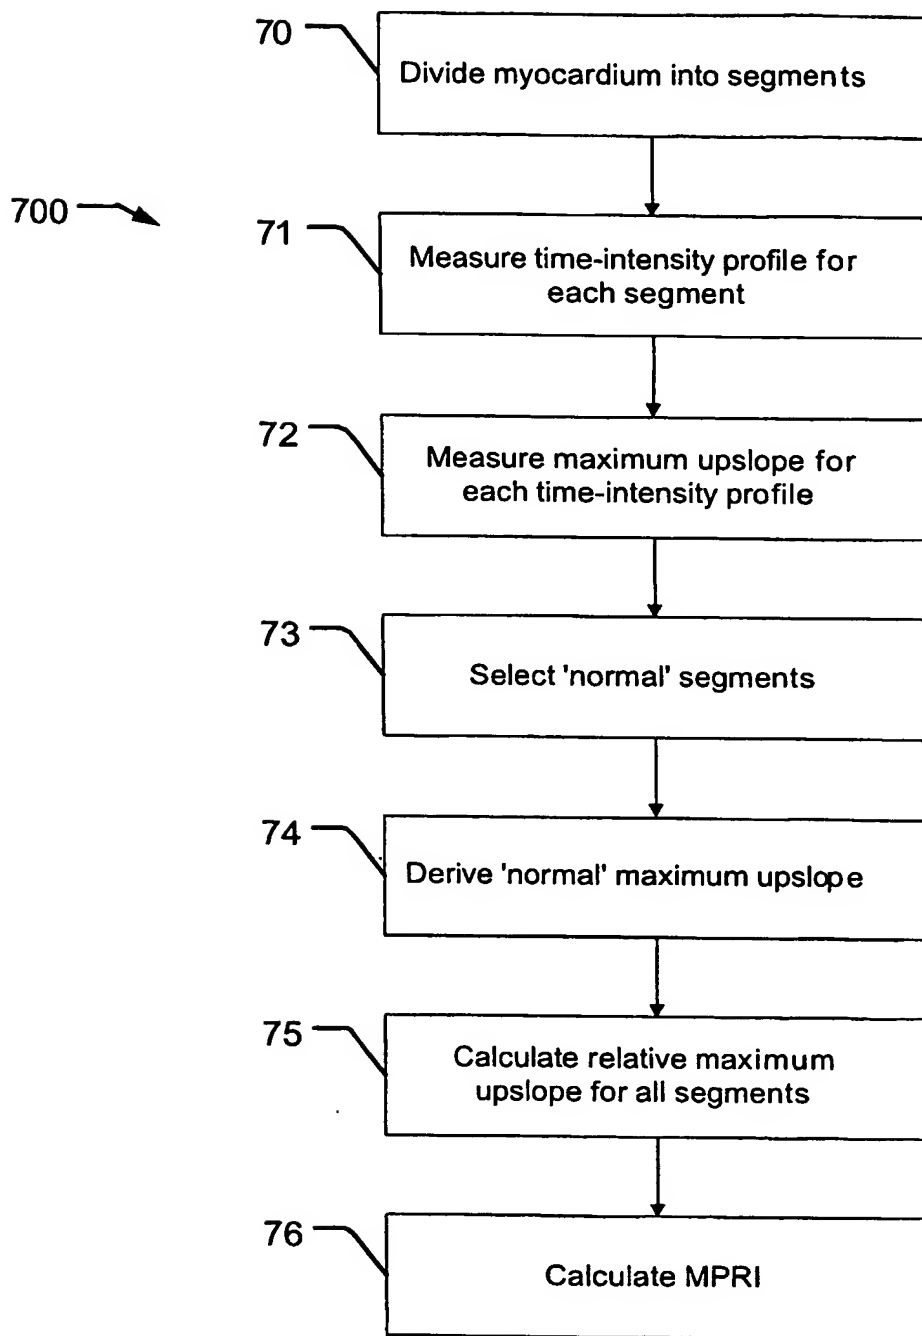 70
Divide myocardium into segments
700
71
Measure time-intensity profile for
each segment
72
Measure maximum upslope for
each time-intensity profile
73
Select 'normal' segments
74
Derive 'normal' maximum upslope
75
Calculate relative maximum
upslope for all segments
76
Calculate MPRI